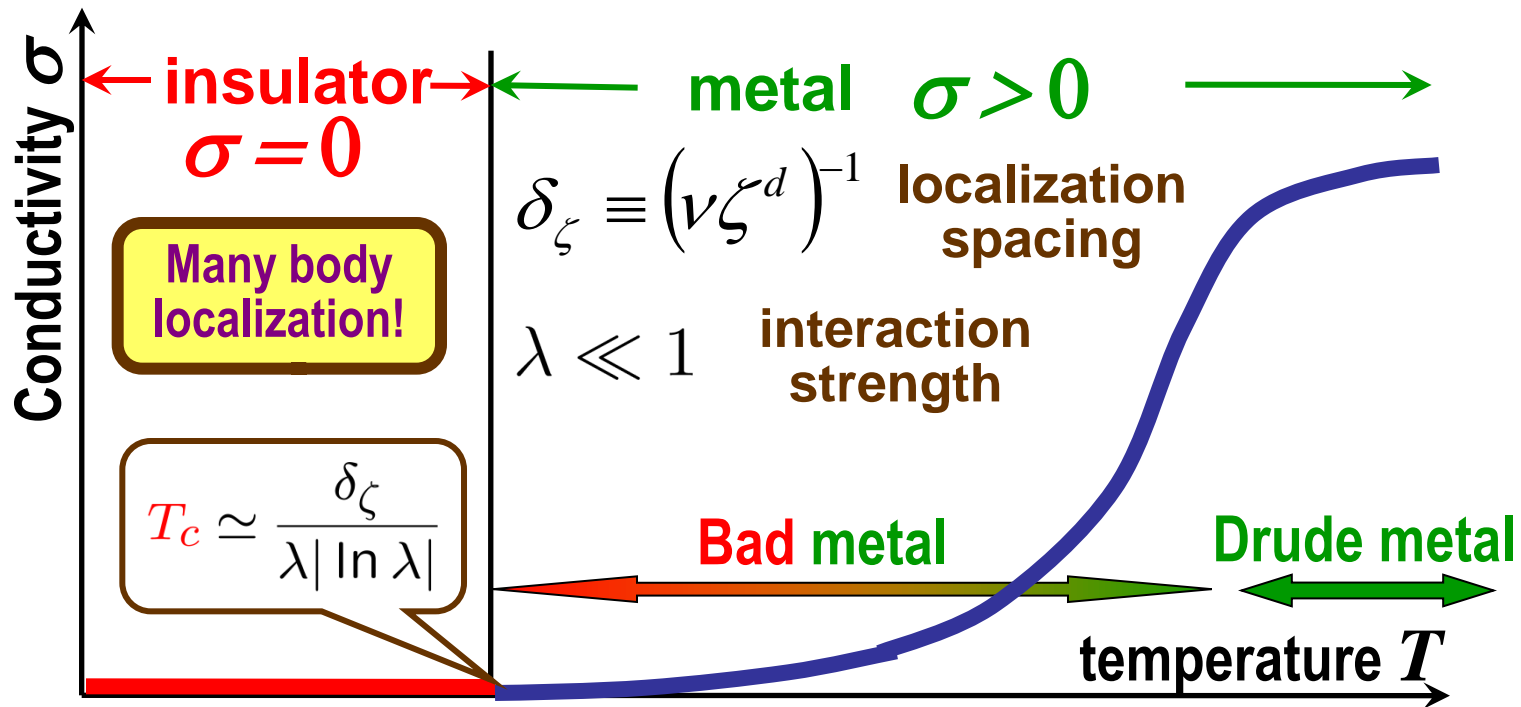 Conductivity σ
insulator
σ = 0
metal σ > 0
δ_ζ ≡ (νζ^d)^{-1}
localization
spacing
Many body
localization!
λ ≪ 1
interaction
strength
T_c ≃ δ_ζ / λ| ln λ|
Bad metal
Drude metal
temperature T